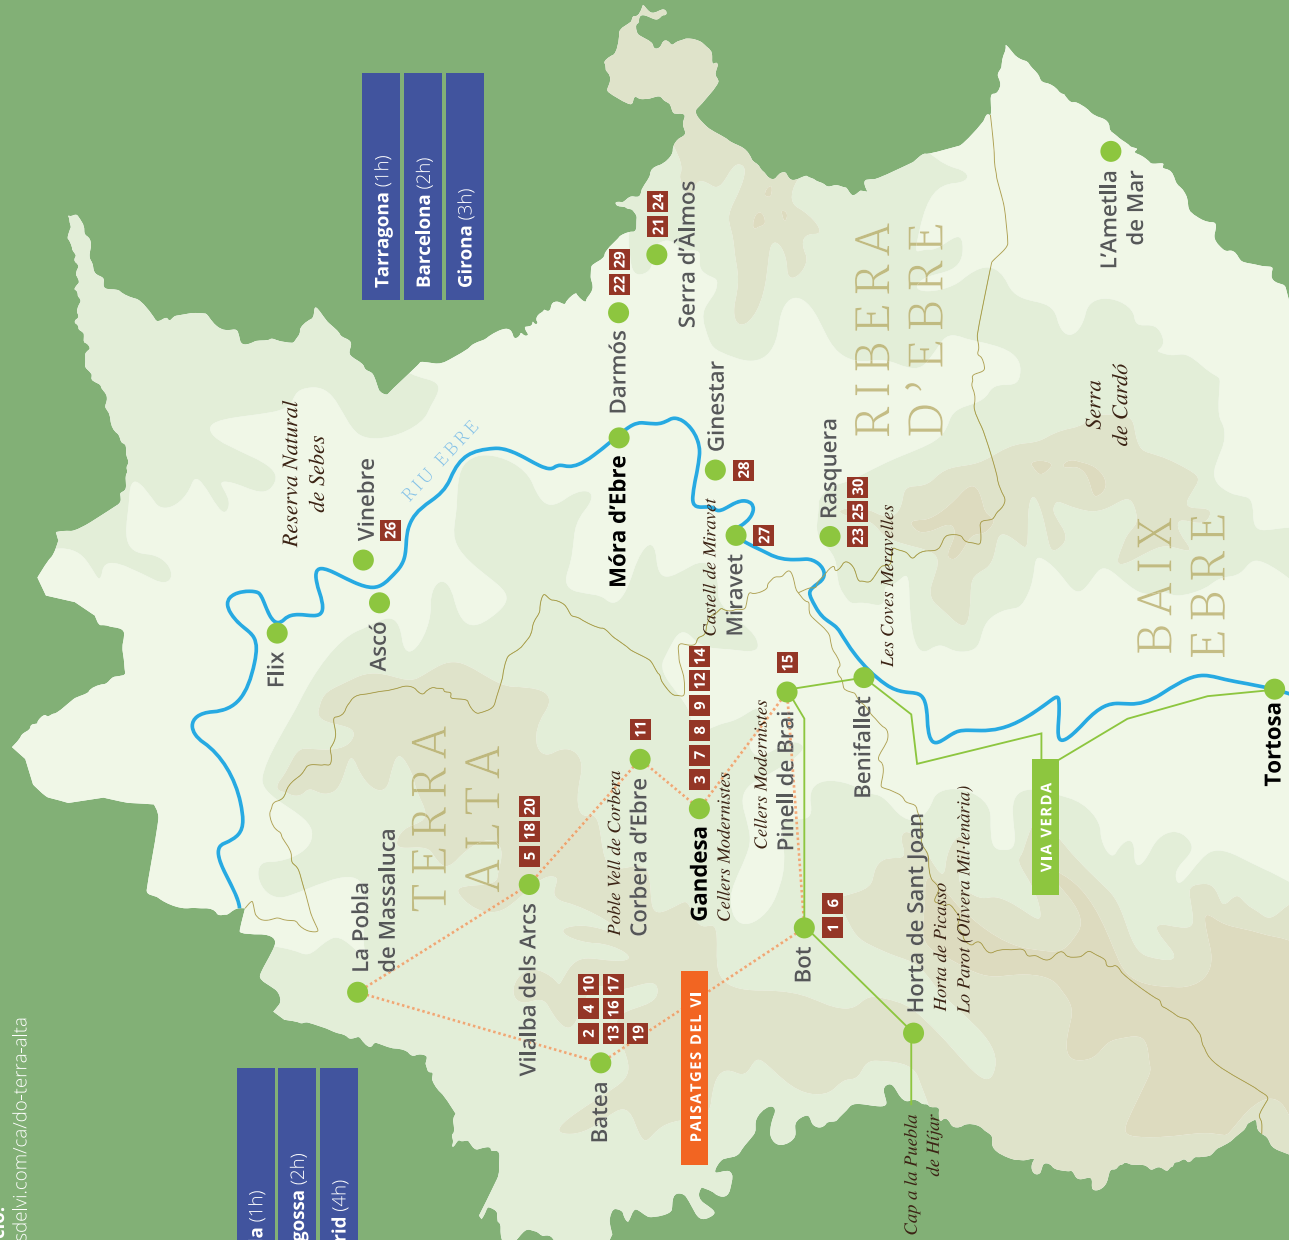 sdelvi.com/ca/do-terra-alta
a (1h)
gossa (2h)
rid (4h)
Tarragona (1h)
Barcelona (2h)
Girona (3h)
Reserva Natural
de Sebes
Flix
Vinebre
26
Ascó
RIU EBRE
La Pobla
de Massaluca
TERRA
ALTA
Vilalba dels Arcs
5 18 20
Batea
2 4 10
13 16 17
19
Poble Vell de Corbera
Corbera d'Ebre
11
Móra d'Ebre
Darmós
22 29
Serra d'Àlmos
21 24
Gandesa
3 7 8 9 12 14
Cellers Modernistes
PAISATGES DEL VI
Castell de Miravet
Miravet
27
Ginestar
28
Cellers Modernistes
Pinell de Brai
15
Bot
1 6
Rasquera
23 25 30
Les Coves Meravelles
Benifallet
RIBERA
D'EBRE
Horta de Sant Joan
Horta de Picasso
Lo Parot (Olivera Mil·lenària)
Cap a la Puebla
de Híjar
VIA VERDA
Serra
de Cardó
L'Ametlla
de Mar
BAIX
EBRE
Tortosa